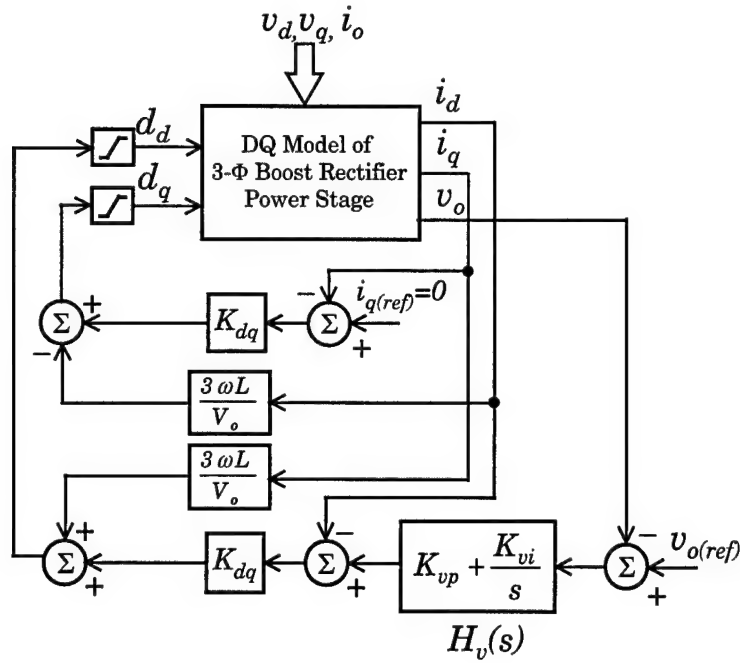 v_d, v_q, i_o
d_d
d_q
DQ Model of
3-Φ Boost Rectifier
Power Stage
i_d
i_q
v_o
Σ
+
−
K_dq
Σ
−
+
i_q(ref)=0
3 ωL
V_o
3 ωL
V_o
Σ
+
+
K_dq
Σ
−
+
K_vp + K_vi
s
H_v(s)
Σ
−
+
v_o(ref)